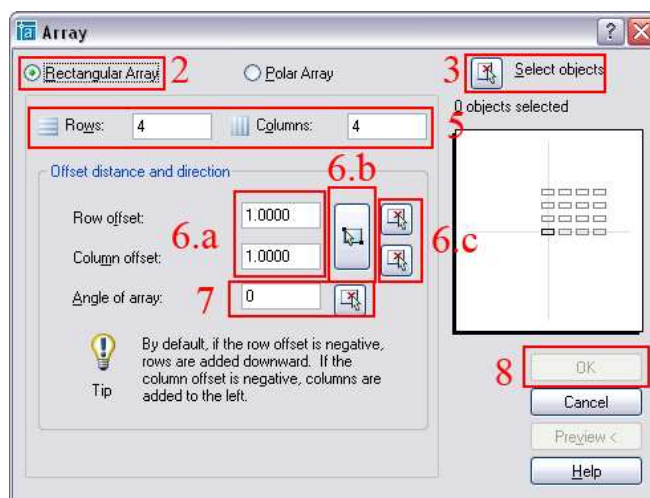 Array
2 Rectangular Array Polar Array 3 Select objects
0 objects selected
Rows: 4 Columns: 4 5
Offset distance and direction
6.b
Row offset: 1.0000
6.a 6.c
Column offset: 1.0000
Angle of array: 7 0
By default, if the row offset is negative,
rows are added downward. If the
column offset is negative, columns are
added to the left.
Tip
8 OK
Cancel
Preview <
Help